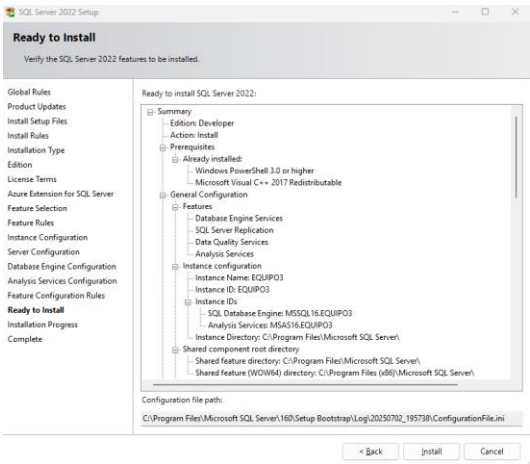 SQL Server 2022 Setup
Ready to Install
Verify the SQL Server 2022 features to be installed.
Global Rules
Product Updates
Install Setup Files
Install Rules
Installation Type
Edition
License Terms
Azure Extension for SQL Server
Feature Selection
Feature Rules
Instance Configuration
Server Configuration
Database Engine Configuration
Analysis Services Configuration
Feature Configuration Rules
Ready to Install
Installation Progress
Complete
Ready to install SQL Server 2022:
Summary
Edition: Developer
Action: Install
Prerequisites
Already installed:
Windows PowerShell 3.0 or higher
Microsoft Visual C++ 2017 Redistributable
General Configuration
Features
Database Engine Services
SQL Server Replication
Data Quality Services
Analysis Services
Instance configuration
Instance Name: EQUIPO3
Instance ID: EQUIPO3
Instance IDs
SQL Database Engine: MSSQL16.EQUIPO3
Analysis Services: MSAS16.EQUIPO3
Instance Directory: C:\Program Files\Microsoft SQL Server\
Shared component root directory
Shared feature directory: C:\Program Files\Microsoft SQL Server\
Shared feature (WOW64) directory: C:\Program Files (x86)\Microsoft SQL Server\
Configuration file path:
C:\Program Files\Microsoft SQL Server\160\Setup Bootstrap\Log\20250702_195738\ConfigurationFile.ini
< Back
Install
Cancel